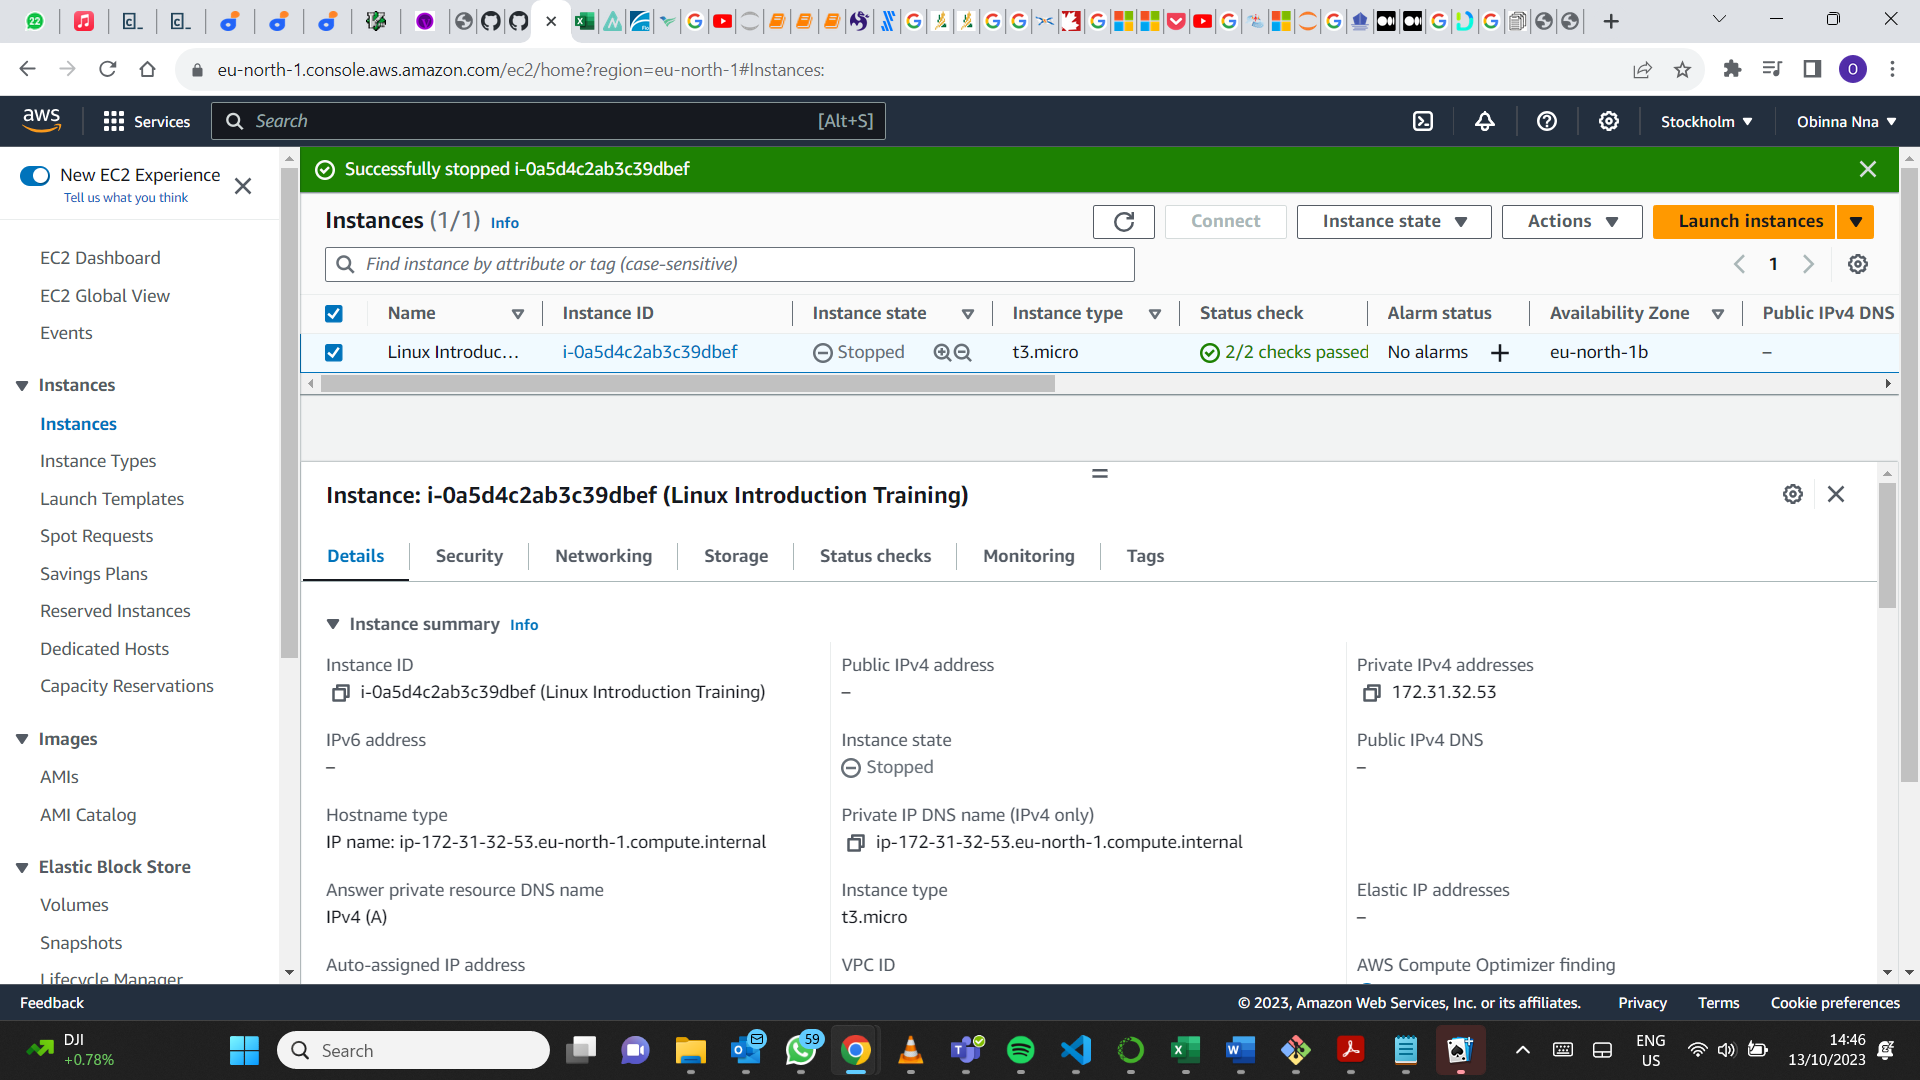 22
eu-north-1.console.aws.amazon.com/ec2/home?region=eu-north-1#Instances:
O
aws
Services
Search
[Alt+S]
Stockholm
Obinna Nna
New EC2 Experience
Tell us what you think
EC2 Dashboard
EC2 Global View
Events
Instances
Instances
Instance Types
Launch Templates
Spot Requests
Savings Plans
Reserved Instances
Dedicated Hosts
Capacity Reservations
Images
AMIs
AMI Catalog
Elastic Block Store
Volumes
Snapshots
Lifecycle Manager
Successfully stopped i-0a5d4c2ab3c39dbef
Instances (1/1) Info
Connect
Instance state
Actions
Launch instances
Find instance by attribute or tag (case-sensitive)
1
Name Instance ID Instance state Instance type Status check Alarm status Availability Zone Public IPv4 DNS
Linux Introduc... i-0a5d4c2ab3c39dbef Stopped t3.micro 2/2 checks passed No alarms + eu-north-1b –
Instance: i-0a5d4c2ab3c39dbef (Linux Introduction Training)
Details Security Networking Storage Status checks Monitoring Tags
Instance summary Info
Instance ID
i-0a5d4c2ab3c39dbef (Linux Introduction Training)
Public IPv4 address
–
Private IPv4 addresses
172.31.32.53
IPv6 address
–
Instance state
Stopped
Public IPv4 DNS
–
Hostname type
IP name: ip-172-31-32-53.eu-north-1.compute.internal
Private IP DNS name (IPv4 only)
ip-172-31-32-53.eu-north-1.compute.internal
Answer private resource DNS name
IPv4 (A)
Instance type
t3.micro
Elastic IP addresses
–
Auto-assigned IP address
VPC ID
AWS Compute Optimizer finding
Feedback
© 2023, Amazon Web Services, Inc. or its affiliates.
Privacy
Terms
Cookie preferences
DJI
+0.78%
Search
59
ENG
US
14:46
13/10/2023